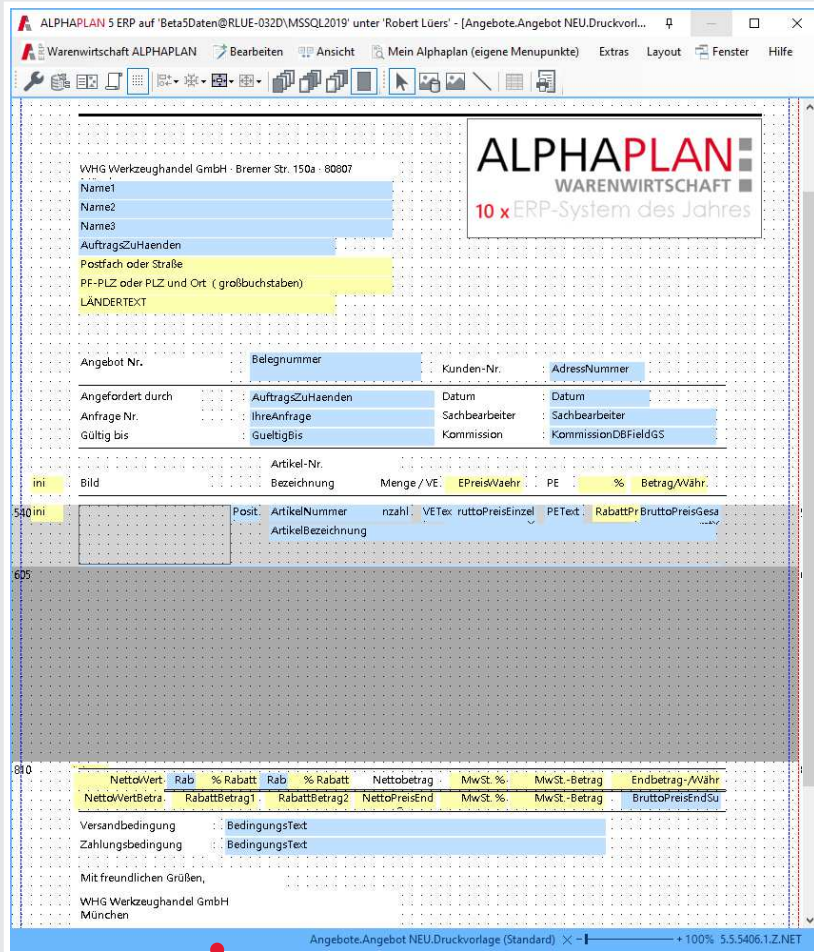 ALPHAPLAN 5 ERP auf 'Beta5Daten@RLUE-032D\MSSQL2019' unter 'Robert Lüers' - [Angebote.Angebot NEU.Druckvorl...
Warenwirtschaft ALPHAPLAN Bearbeiten Ansicht Mein Alphaplan (eigene Menupunkte) Extras Layout Fenster Hilfe
ALPHAPLAN
WARENWIRTSCHAFT
10 x ERP-System des Jahres
WHG Werkzeughandel GmbH · Bremer Str. 150a · 80807
Name1
Name2
Name3
AuftragsZuHaenden
Postfach oder Straße
PF-PLZ oder PLZ und Ort ( großbuchstaben)
LÄNDERTEXT
Angebot Nr. : Belegnummer Kunden-Nr. : AdressNummer
Angefordert durch : AuftragsZuHaenden Datum : Datum
Anfrage Nr. : IhreAnfrage Sachbearbeiter : Sachbearbeiter
Gültig bis : GueltigBis Kommission : KommissionDBFieldGS
Artikel-Nr.
ini Bild Bezeichnung Menge / VE EPreisWaehr PE % Betrag/Währ.
540 ini Posit. ArtikelNummer nzahl VETex ruttoPreisEinzel PEText RabattPr BruttoPreisGesa
ArtikelBezeichnung
605
810
NettoWert Rab % Rabatt Rab % Rabatt Nettobetrag MwSt. % MwSt.-Betrag Endbetrag-/Währ
NettoWertBetra RabattBetrag1 RabattBetrag2 NettoPreisEnd MwSt. % MwSt.-Betrag BruttoPreisEndSu
Versandbedingung : BedingungsText
Zahlungsbedingung : BedingungsText
Mit freundlichen Grüßen,
WHG Werkzeughandel GmbH
München
Angebote.Angebot NEU.Druckvorlage (Standard) 100% 5.5.5406.1.Z.NET